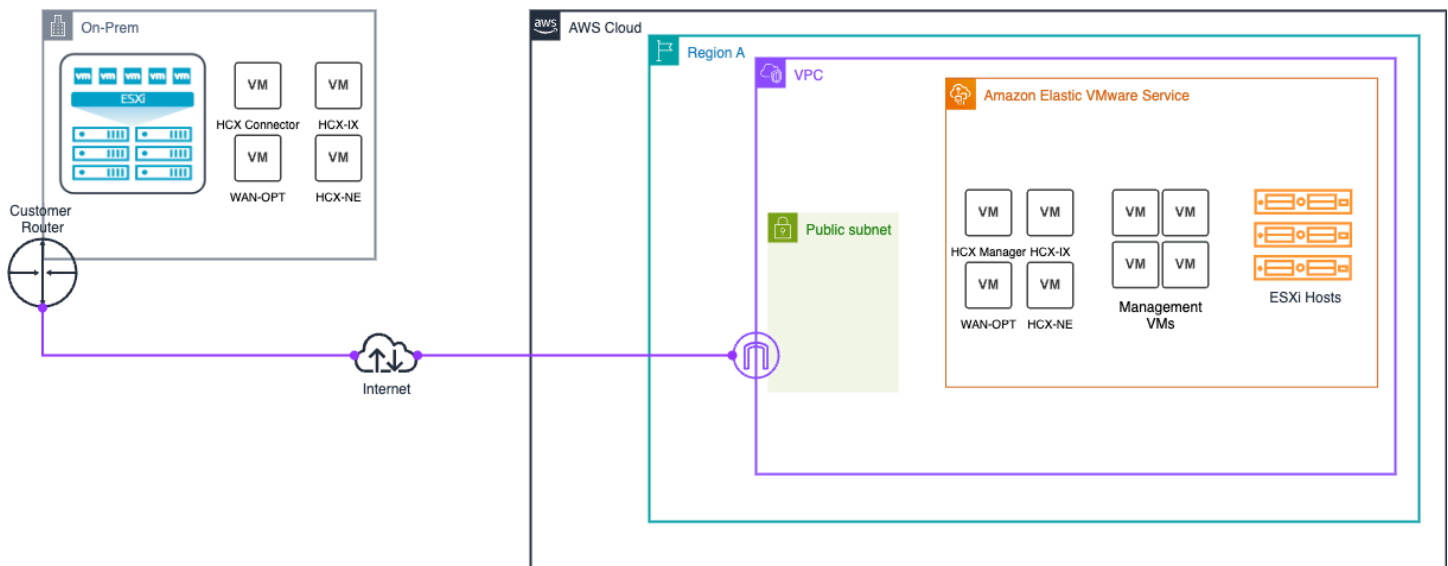 On-Prem
vm vm vm vm vm
ESXi
VM
VM
HCX Connector
HCX-IX
VM
VM
WAN-OPT
HCX-NE
Customer
Router
Internet
aws
AWS Cloud
Region A
VPC
Amazon Elastic VMware Service
Public subnet
VM
VM
HCX Manager
HCX-IX
VM
VM
WAN-OPT
HCX-NE
VM
VM
VM
VM
Management
VMs
ESXi Hosts